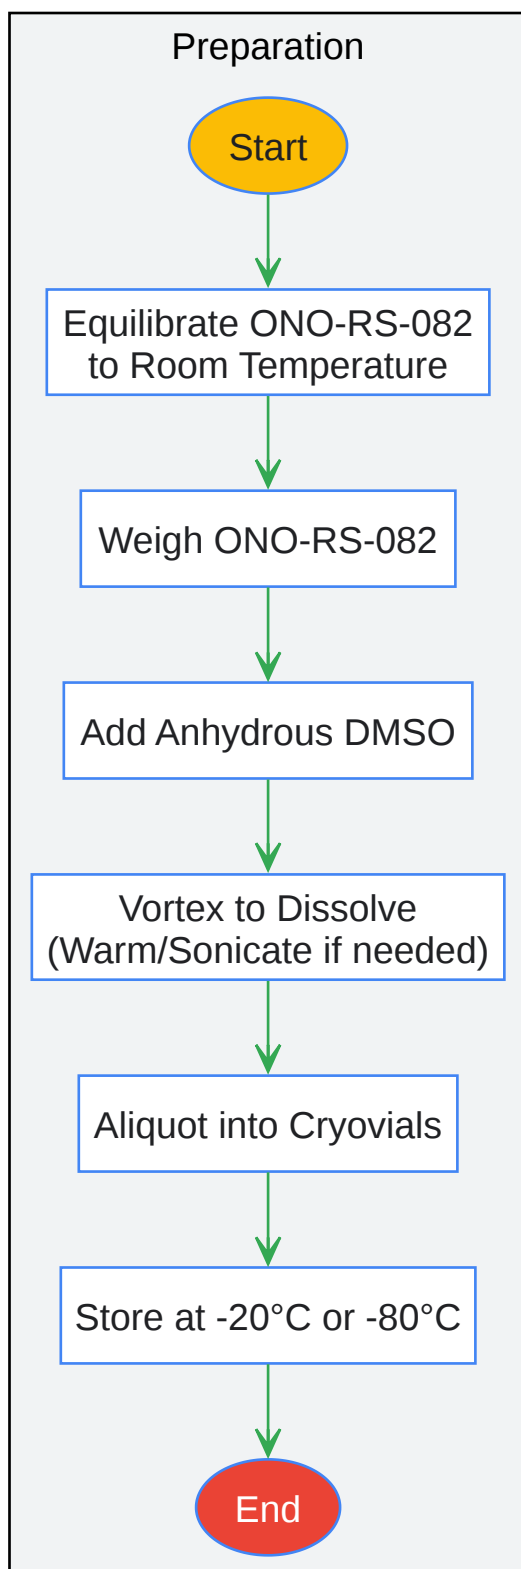 Preparation
Start
Equilibrate ONO-RS-082
to Room Temperature
Weigh ONO-RS-082
Add Anhydrous DMSO
Vortex to Dissolve
(Warm/Sonicate if needed)
Aliquot into Cryovials
Store at -20°C or -80°C
End